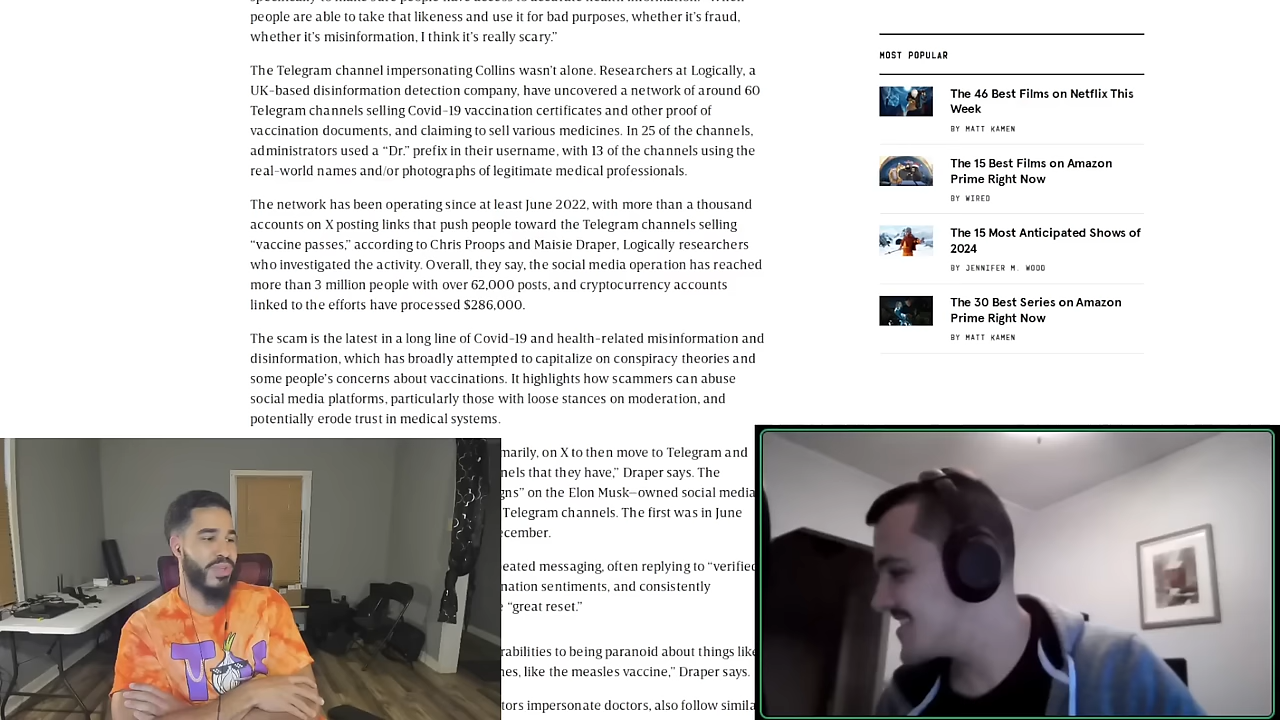 people are able to take that likeness and use it for bad purposes, whether it's fraud,
whether it's misinformation, I think it's really scary."
The Telegram channel impersonating Collins wasn't alone. Researchers at Logically, a
UK-based disinformation detection company, have uncovered a network of around 60
Telegram channels selling Covid-19 vaccination certificates and other proof of
vaccination documents, and claiming to sell various medicines. In 25 of the channels,
administrators used a "Dr." prefix in their username, with 13 of the channels using the
real-world names and/or photographs of legitimate medical professionals.
The network has been operating since at least June 2022, with more than a thousand
accounts on X posting links that push people toward the Telegram channels selling
"vaccine passes," according to Chris Proops and Maisie Draper, Logically researchers
who investigated the activity. Overall, they say, the social media operation has reached
more than 3 million people with over 62,000 posts, and cryptocurrency accounts
linked to the efforts have processed $286,000.
The scam is the latest in a long line of Covid-19 and health-related misinformation and
disinformation, which has broadly attempted to capitalize on conspiracy theories and
some people's concerns about vaccinations. It highlights how scammers can abuse
social media platforms, particularly those with loose stances on moderation, and
potentially erode trust in medical systems.
marily, on X to then move to Telegram and
nels that they have," Draper says. The
gns" on the Elon Musk–owned social media
Telegram channels. The first was in June
ecember.
eated messaging, often replying to "verified
nation sentiments, and consistently
"great reset."
rabilities to being paranoid about things like
nes, like the measles vaccine," Draper says.
tors impersonate doctors, also follow simila
MOST POPULAR
The 46 Best Films on Netflix This
Week
BY MATT KAMEN
The 15 Best Films on Amazon
Prime Right Now
BY WIRED
The 15 Most Anticipated Shows of
2024
BY JENNIFER M. WOOD
The 30 Best Series on Amazon
Prime Right Now
BY MATT KAMEN